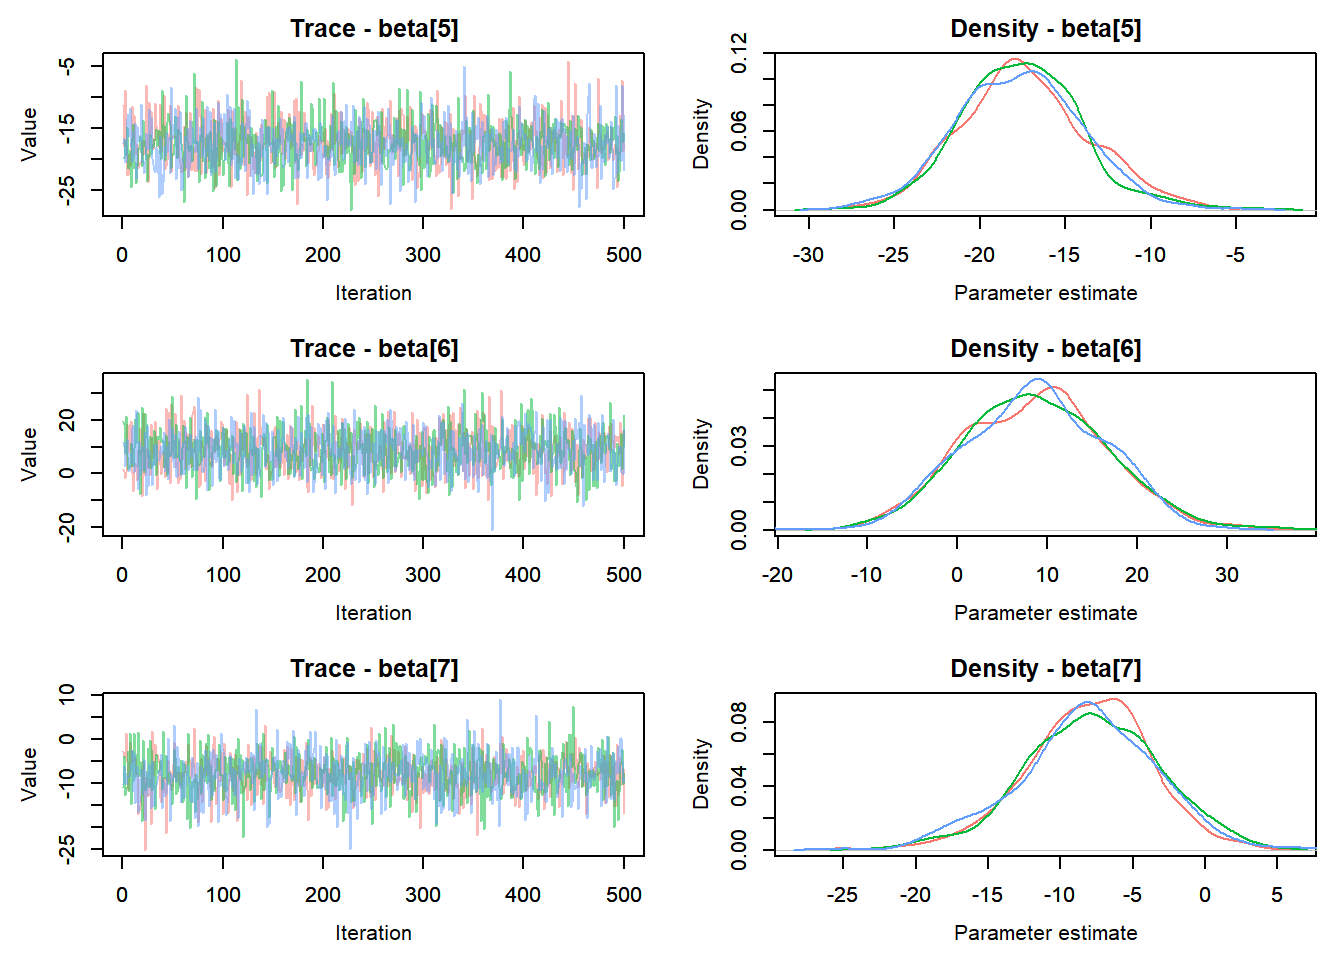 Trace - beta[5]
Value
-5
-15
-25
0 100 200 300 400 500
Iteration
Density - beta[5]
Density
0.12
0.06
0.00
-30 -25 -20 -15 -10 -5
Parameter estimate
Trace - beta[6]
Value
20
0
-20
0 100 200 300 400 500
Iteration
Density - beta[6]
Density
0.03
0.00
-20 -10 0 10 20 30
Parameter estimate
Trace - beta[7]
Value
10
0
-10
-25
0 100 200 300 400 500
Iteration
Density - beta[7]
Density
0.08
0.04
0.00
-25 -20 -15 -10 -5 0 5
Parameter estimate